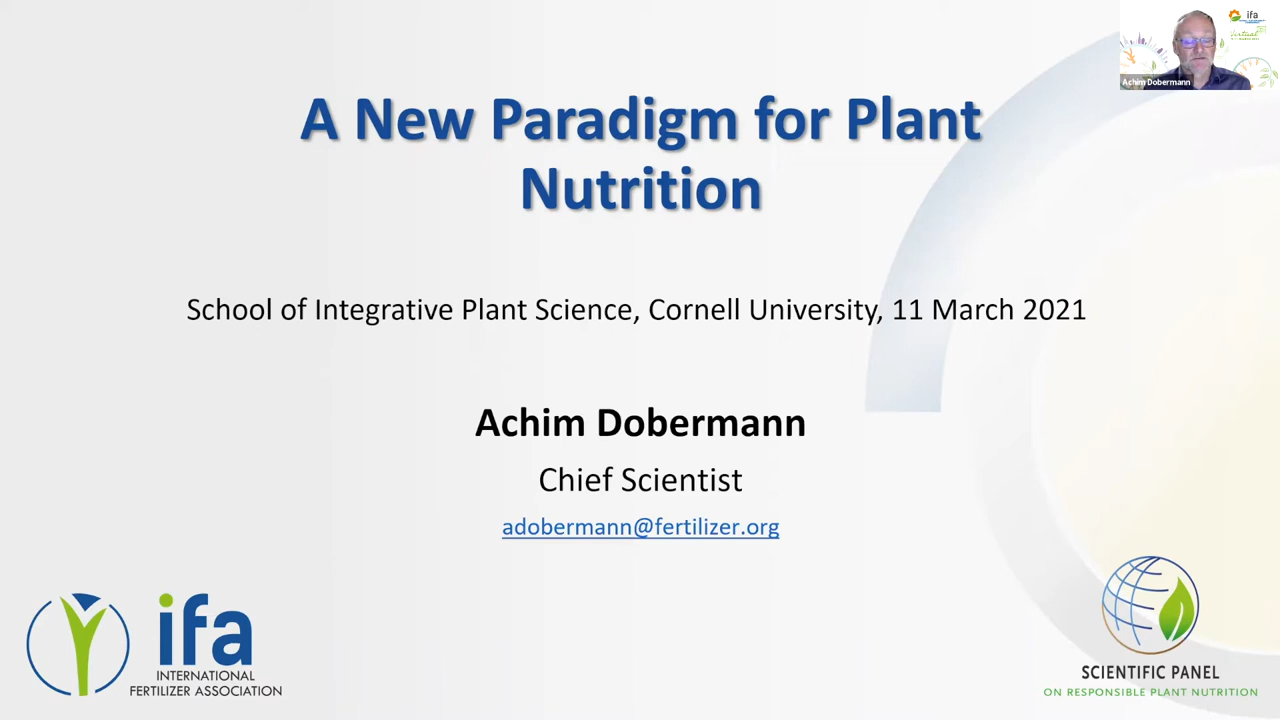 ifa
Achim Dobermann
A New Paradigm for Plant
Nutrition
School of Integrative Plant Science, Cornell University, 11 March 2021
Achim Dobermann
Chief Scientist
adobermann@fertilizer.org
ifa
INTERNATIONAL
FERTILIZER ASSOCIATION
SCIENTIFIC PANEL
ON RESPONSIBLE PLANT NUTRITION